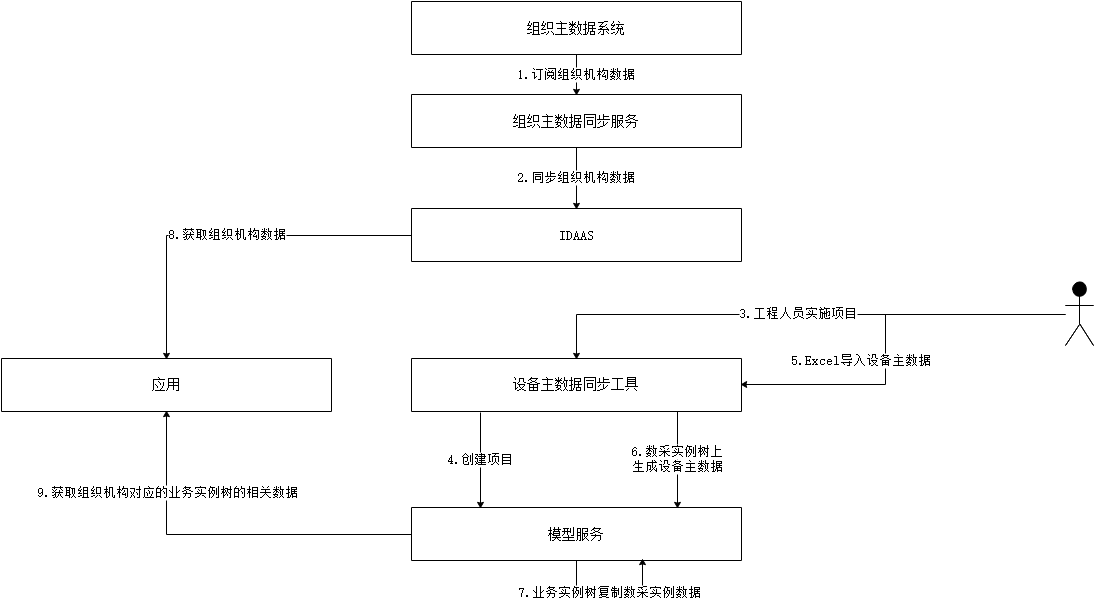 组织主数据系统
1.订阅组织机构数据
组织主数据同步服务
2.同步组织机构数据
IDAAS
8.获取组织机构数据
3.工程人员实施项目
5.Excel导入设备主数据
应用
设备主数据同步工具
4.创建项目
6.数采实例树上
生成设备主数据
9.获取组织机构对应的业务实例树的相关数据
模型服务
7.业务实例树复制数采实例数据